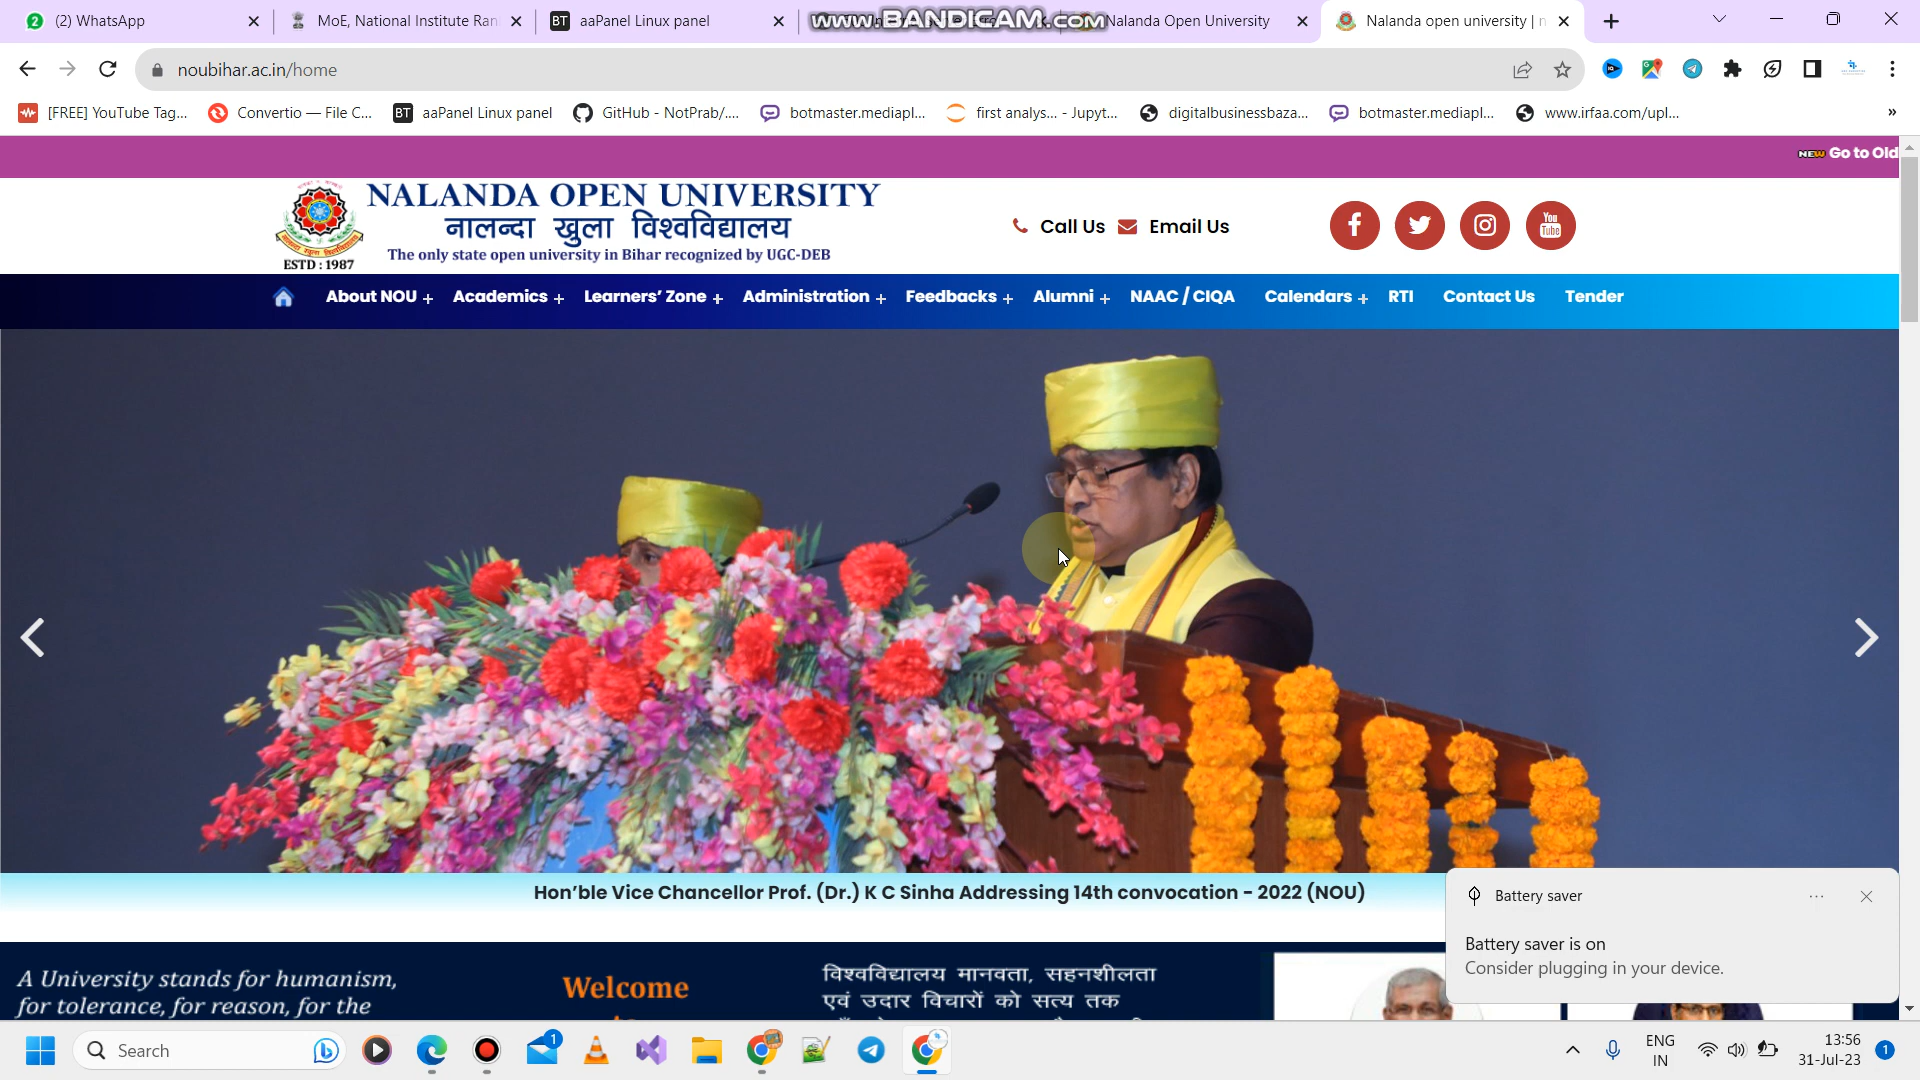 (2) WhatsApp
MoE, National Institute Ran
BT aaPanel Linux panel
www.BANDICAM.com
Nalanda Open University
Nalanda open university | n
noubihar.ac.in/home
[FREE] YouTube Tag...
Convertio — File C...
BT aaPanel Linux panel
GitHub - NotPrab/....
botmaster.mediapl...
first analys... - Jupyt...
digitalbusinessbaza...
botmaster.mediapl...
www.irfaa.com/upl...
»
NEW Go to Old
NALANDA OPEN UNIVERSITY
नालन्दा खुला विश्वविद्यालय
The only state open university in Bihar recognized by UGC-DEB
ESTD : 1987
Call Us
Email Us
You Tube
About NOU + Academics + Learners' Zone + Administration + Feedbacks + Alumni + NAAC / CIQA Calendars + RTI Contact Us Tender
Hon'ble Vice Chancellor Prof. (Dr.) K C Sinha Addressing 14th convocation - 2022 (NOU)
Battery saver
Battery saver is on
Consider plugging in your device.
A University stands for humanism,
for tolerance, for reason, for the
Welcome
विश्वविद्यालय मानवता, सहनशीलता
एवं उदार विचारों को सत्य तक
Search
1
ENG
IN
13:56
31-Jul-23
1